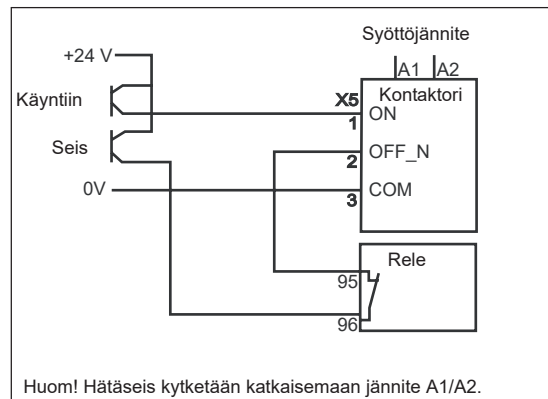 Syöttöjännite
+24 V
A1 A2
Käyntiin
X5 Kontaktori
1 ON
Seis
2 OFF_N
0V
3 COM
Rele
95
96
Huom! Hätäseis kytketään katkaisemaan jännite A1/A2.